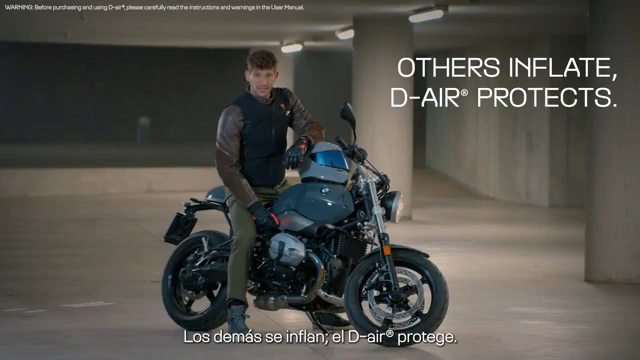 WARNING: Before purchasing and using D-air®, please carefully read the instructions and warnings in the User Manual.
OTHERS INFLATE,
D-AIR® PROTECTS.
Los demás se inflan; el D-air® protege.